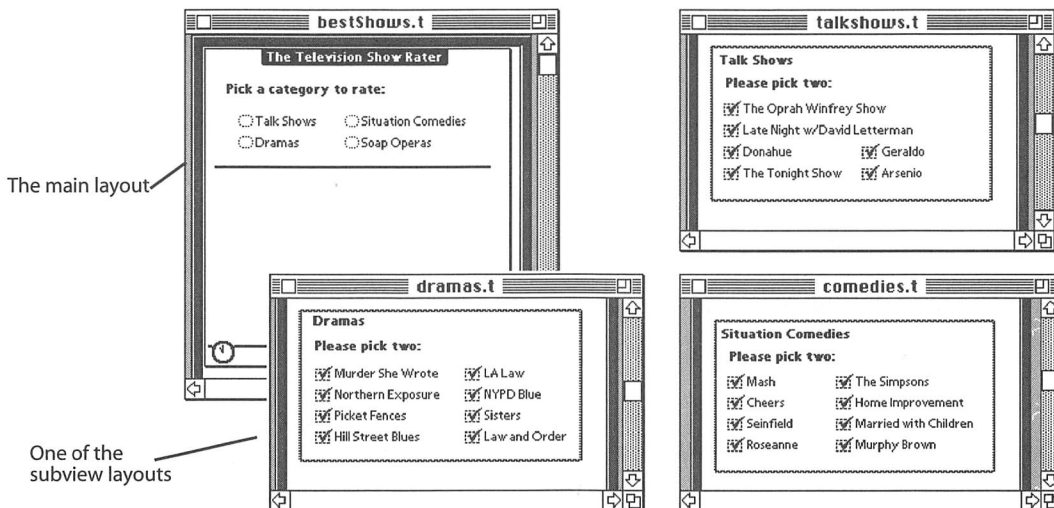 bestShows.t
The Television Show Rater
Pick a category to rate:
Talk Shows Situation Comedies
Dramas Soap Operas
The main layout
talkshows.t
Talk Shows
Please pick two:
The Oprah Winfrey Show
Late Night w/David Letterman
Donahue Geraldo
The Tonight Show Arsenio
dramas.t
Dramas
Please pick two:
Murder She Wrote LA Law
Northern Exposure NYPD Blue
Picket Fences Sisters
Hill Street Blues Law and Order
One of the
subview layouts
comedies.t
Situation Comedies
Please pick two:
Mash The Simpsons
Cheers Home Improvement
Seinfeld Married with Children
Roseanne Murphy Brown